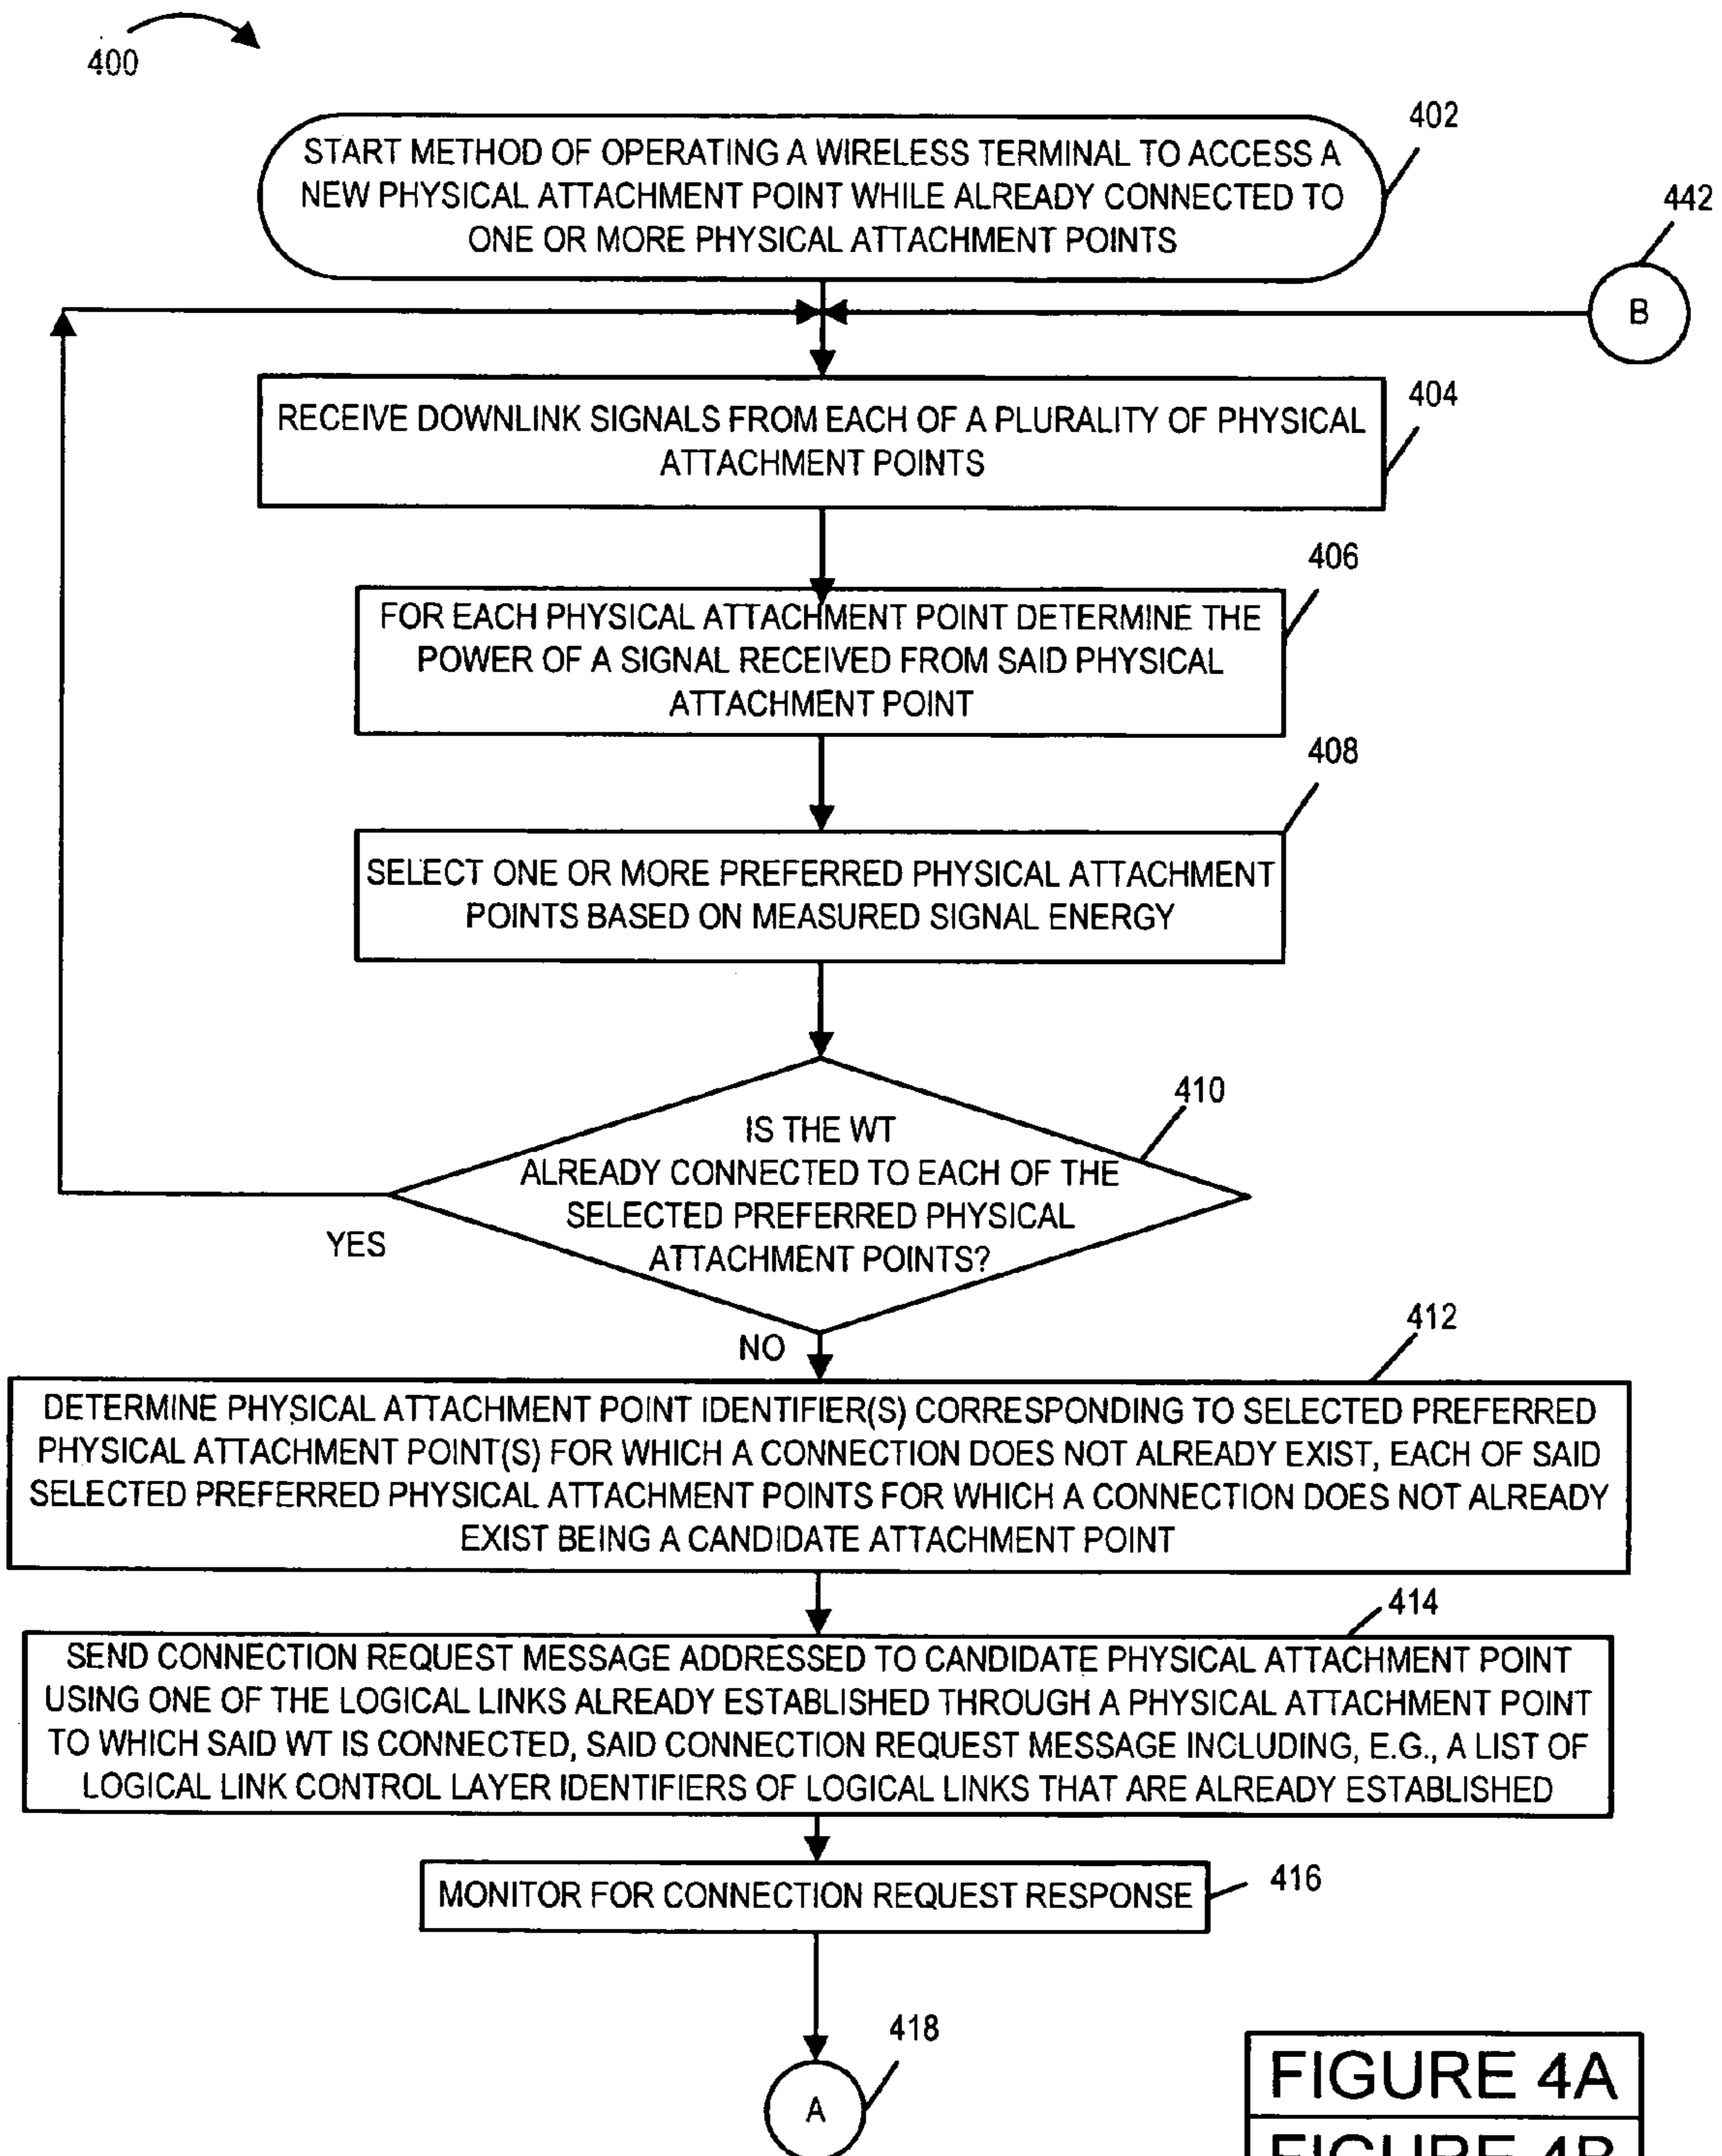 400
402
START METHOD OF OPERATING A WIRELESS TERMINAL TO ACCESS A
NEW PHYSICAL ATTACHMENT POINT WHILE ALREADY CONNECTED TO
ONE OR MORE PHYSICAL ATTACHMENT POINTS
442
B
404
RECEIVE DOWNLINK SIGNALS FROM EACH OF A PLURALITY OF PHYSICAL
ATTACHMENT POINTS
406
FOR EACH PHYSICAL ATTACHMENT POINT DETERMINE THE
POWER OF A SIGNAL RECEIVED FROM SAID PHYSICAL
ATTACHMENT POINT
408
SELECT ONE OR MORE PREFERRED PHYSICAL ATTACHMENT
POINTS BASED ON MEASURED SIGNAL ENERGY
410
IS THE WT
ALREADY CONNECTED TO EACH OF THE
SELECTED PREFERRED PHYSICAL
ATTACHMENT POINTS?
YES
NO
412
DETERMINE PHYSICAL ATTACHMENT POINT IDENTIFIER(S) CORRESPONDING TO SELECTED PREFERRED
PHYSICAL ATTACHMENT POINT(S) FOR WHICH A CONNECTION DOES NOT ALREADY EXIST, EACH OF SAID
SELECTED PREFERRED PHYSICAL ATTACHMENT POINTS FOR WHICH A CONNECTION DOES NOT ALREADY
EXIST BEING A CANDIDATE ATTACHMENT POINT
414
SEND CONNECTION REQUEST MESSAGE ADDRESSED TO CANDIDATE PHYSICAL ATTACHMENT POINT
USING ONE OF THE LOGICAL LINKS ALREADY ESTABLISHED THROUGH A PHYSICAL ATTACHMENT POINT
TO WHICH SAID WT IS CONNECTED, SAID CONNECTION REQUEST MESSAGE INCLUDING, E.G., A LIST OF
LOGICAL LINK CONTROL LAYER IDENTIFIERS OF LOGICAL LINKS THAT ARE ALREADY ESTABLISHED
MONITOR FOR CONNECTION REQUEST RESPONSE
416
418
A
FIGURE 4A
FIGURE 4B